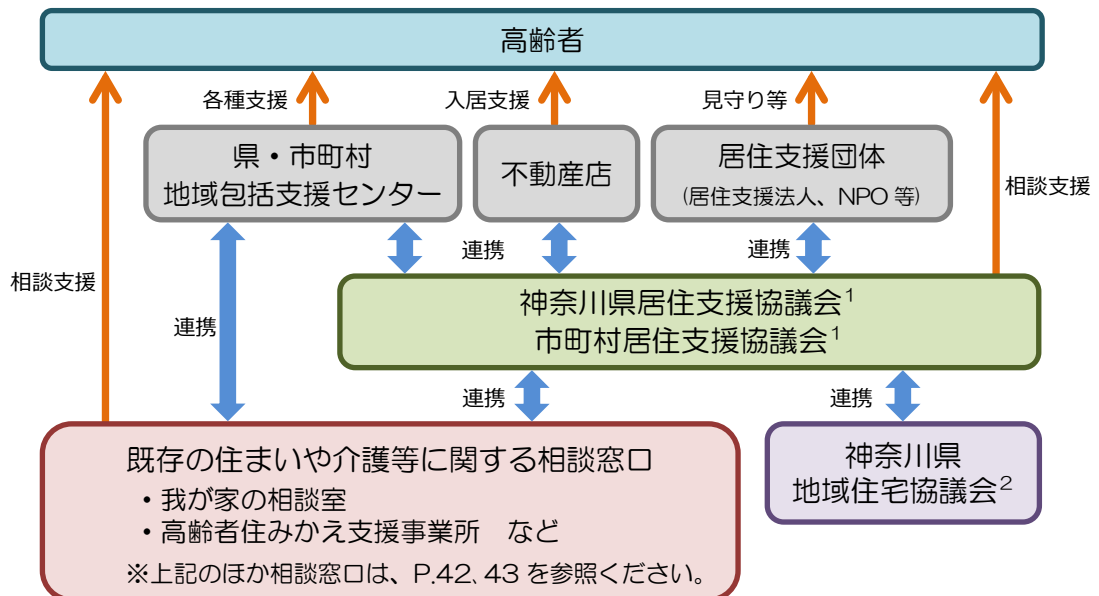 高齢者
各種支援
入居支援
見守り等
県・市町村
地域包括支援センター
不動産店
居住支援団体
(居住支援法人、NPO 等)
相談支援
連携
連携
相談支援
神奈川県居住支援協議会1
市町村居住支援協議会1
連携
連携
連携
既存の住まいや介護等に関する相談窓口
・我が家の相談室
・高齢者住みかえ支援事業所　など
※上記のほか相談窓口は、P.42、43 を参照ください。
神奈川県
地域住宅協議会2